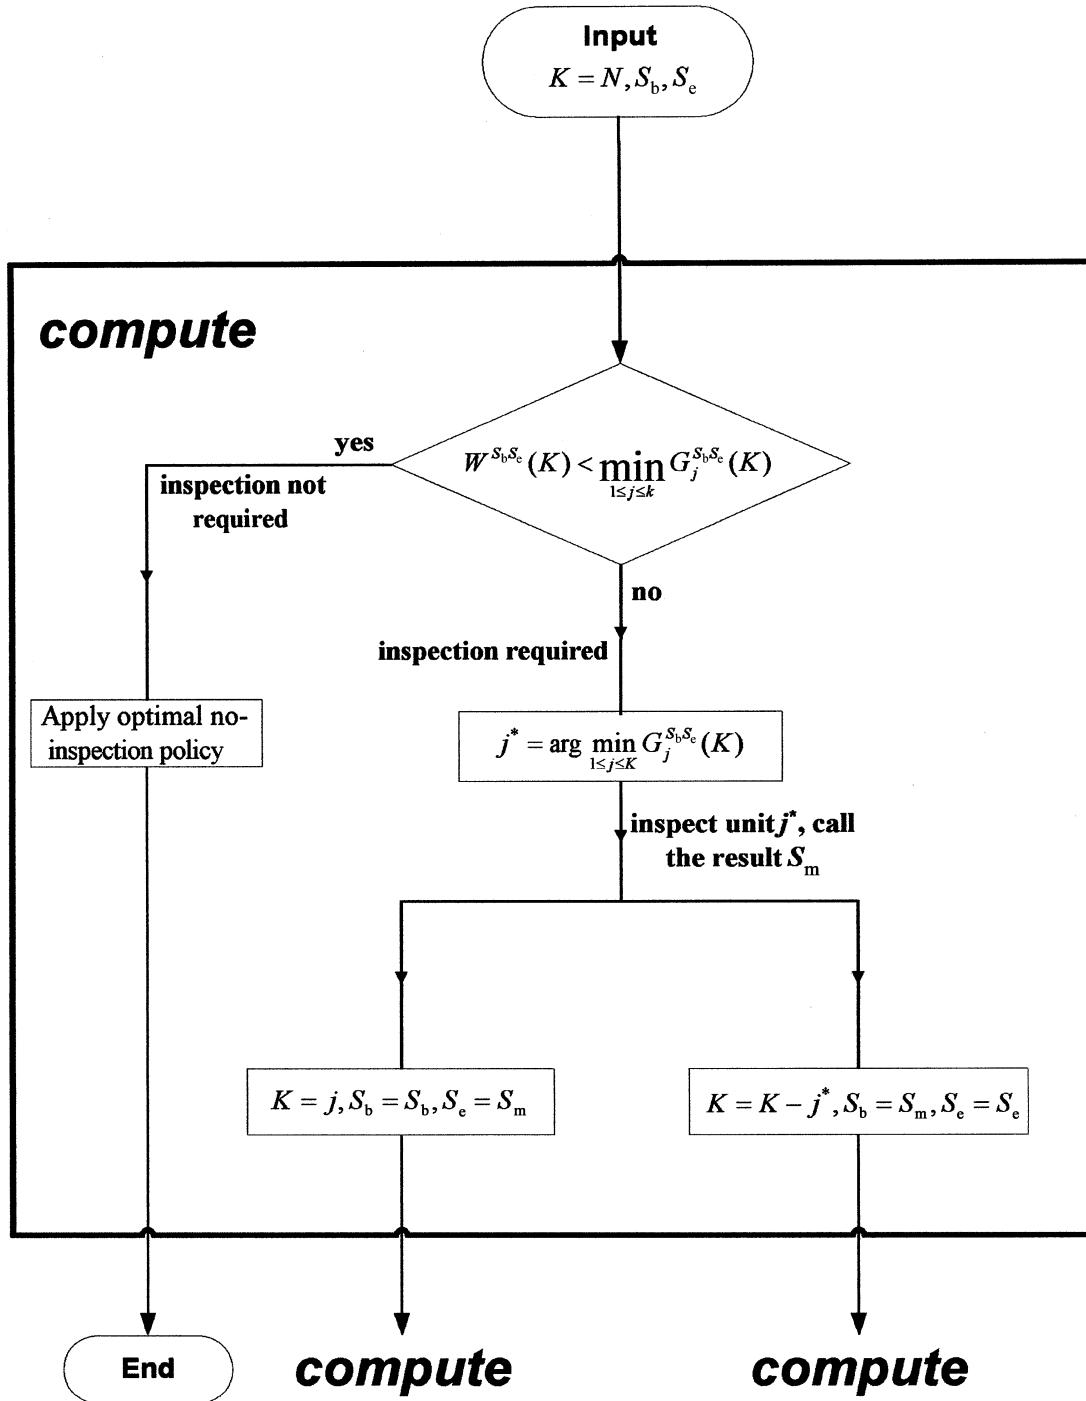 Input
K = N, S_b, S_e
compute
yes
W^{S_b S_e}(K) < min G_j^{S_b S_e}(K)
1≤j≤k
inspection not
required
no
inspection required
Apply optimal no-
inspection policy
j^* = arg min G_j^{S_b S_e}(K)
1≤j≤K
inspect unit j^*, call
the result S_m
K = j, S_b = S_b, S_e = S_m
K = K − j^*, S_b = S_m, S_e = S_e
End
compute
compute